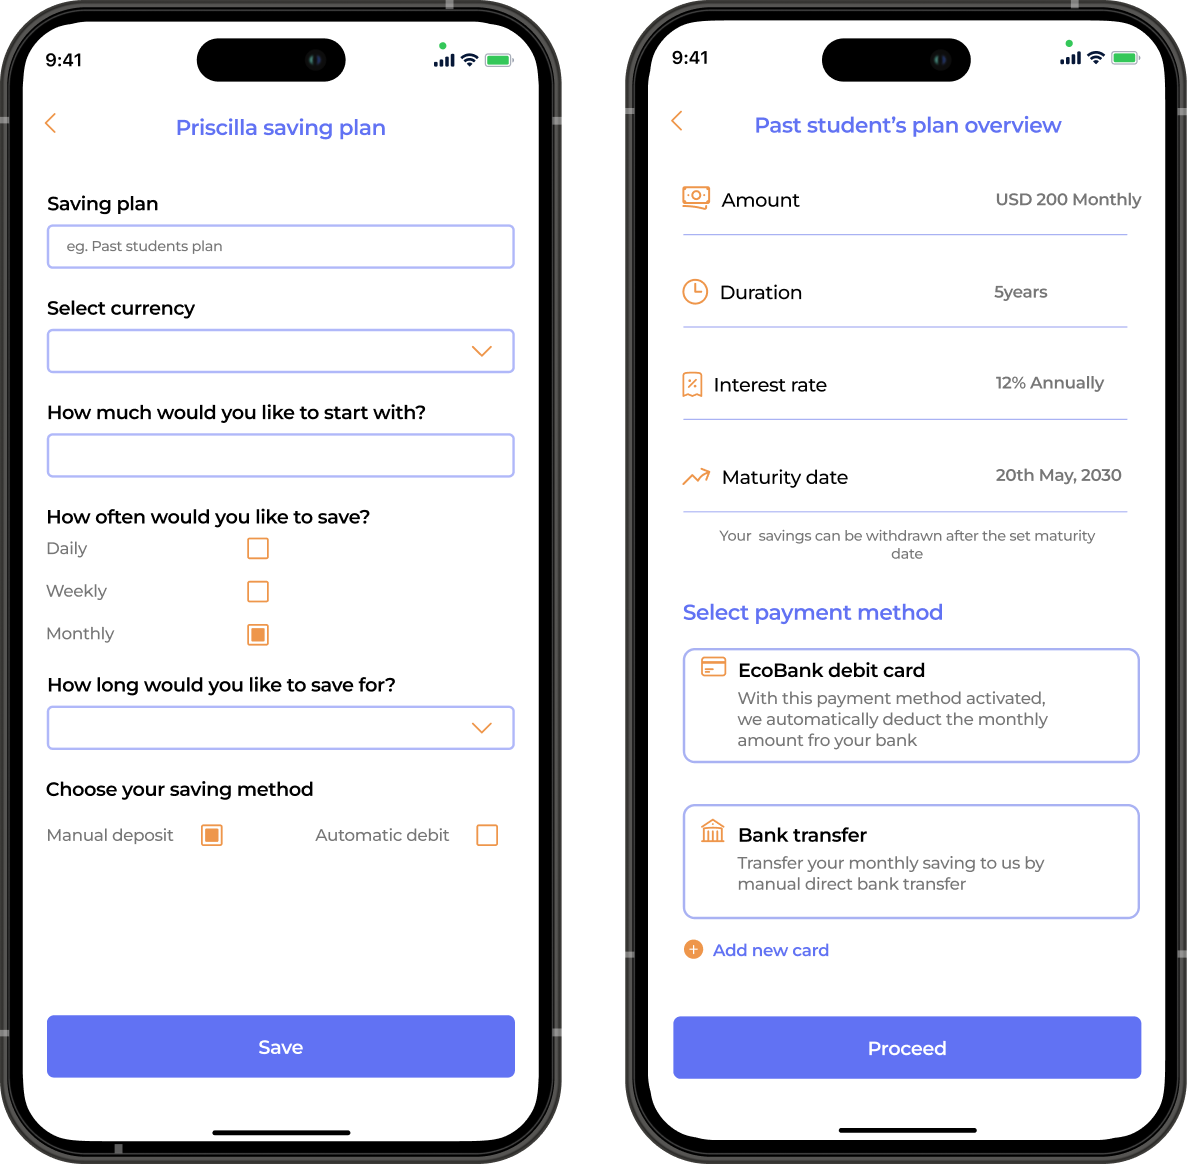 9:41
Priscilla saving plan
Saving plan
eg. Past students plan
Select currency
How much would you like to start with?
How often would you like to save?
Daily
Weekly
Monthly
How long would you like to save for?
Choose your saving method
Manual deposit
Automatic debit
Save
9:41
Past student’s plan overview
Amount
USD 200 Monthly
Duration
5years
Interest rate
12% Annually
Maturity date
20th May, 2030
Your savings can be withdrawn after the set maturity
date
Select payment method
EcoBank debit card
With this payment method activated,
we automatically deduct the monthly
amount fro your bank
Bank transfer
Transfer your monthly saving to us by
manual direct bank transfer
Add new card
Proceed